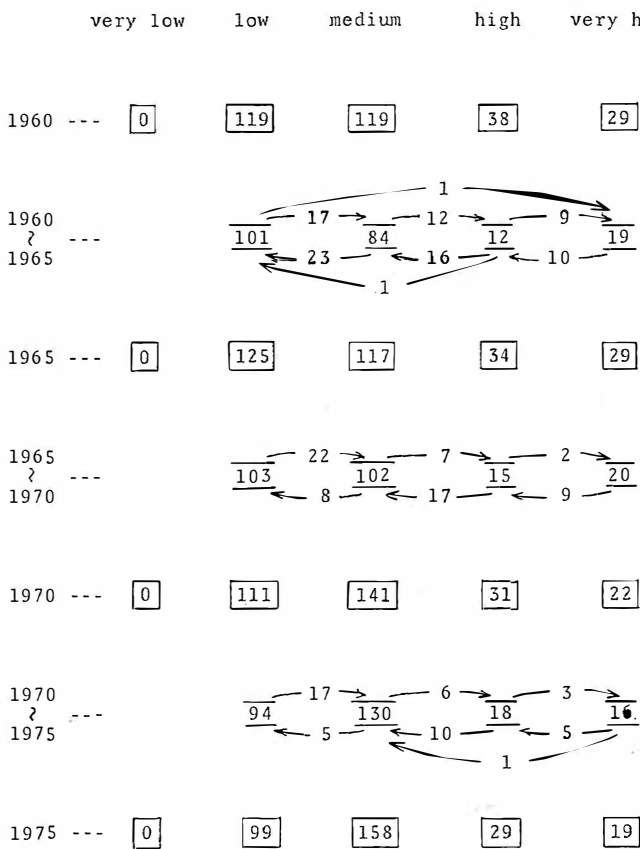 very low low medium high very h
1960 --- 0 119 119 38 29
1
1960 17 12 9
~ --- 101 84 12 19
1965 23 16 10
1
1965 --- 0 125 117 34 29
1965 22 7 2
~ --- 103 102 15 20
1970 8 17 9
1970 --- 0 111 141 31 22
1970 17 6 3
~ --- 94 130 18 16
1975 5 10 5
1
1975 --- 0 99 158 29 19